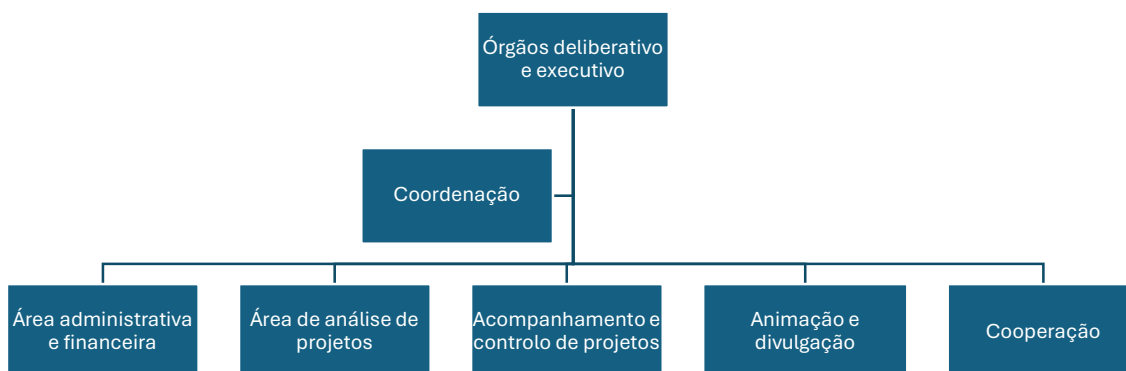 Órgãos deliberativo
e executivo
Coordenação
Área administrativa
e financeira
Área de análise de
projetos
Acompanhamento e
controlo de projetos
Animação e
divulgação
Cooperação